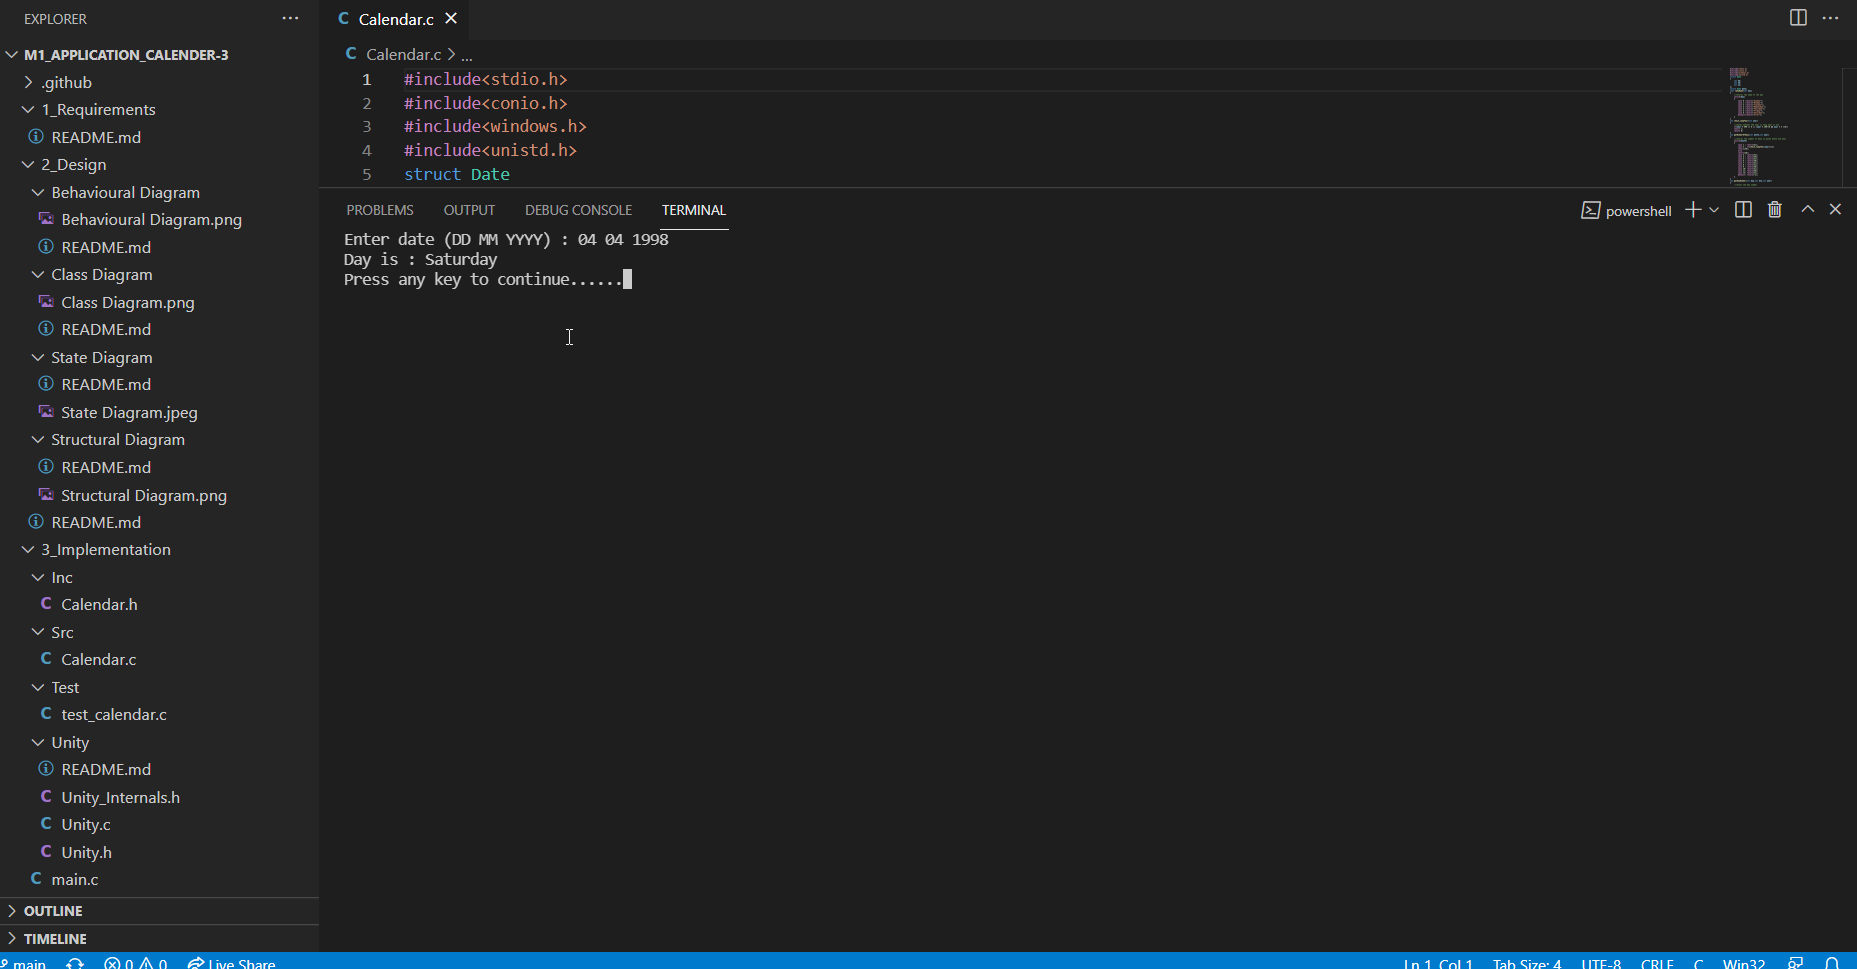 EXPLORER
M1_APPLICATION_CALENDER-3
.github
1_Requirements
README.md
2_Design
Behavioural Diagram
Behavioural Diagram.png
README.md
Class Diagram
Class Diagram.png
README.md
State Diagram
README.md
State Diagram.jpeg
Structural Diagram
README.md
Structural Diagram.png
README.md
3_Implementation
Inc
C Calendar.h
Src
C Calendar.c
Test
C test_calendar.c
Unity
README.md
C Unity_Internals.h
C Unity.c
C Unity.h
C main.c
OUTLINE
TIMELINE
C Calendar.c
C Calendar.c > ...
1 #include<stdio.h>
2 #include<conio.h>
3 #include<windows.h>
4 #include<unistd.h>
5 struct Date
PROBLEMS OUTPUT DEBUG CONSOLE TERMINAL powershell
Enter date (DD MM YYYY) : 04 04 1998
Day is : Saturday
Press any key to continue......
main 0 0 Live Share Ln 1, Col 1 Tab Size: 4 UTF-8 CRLF C Win32